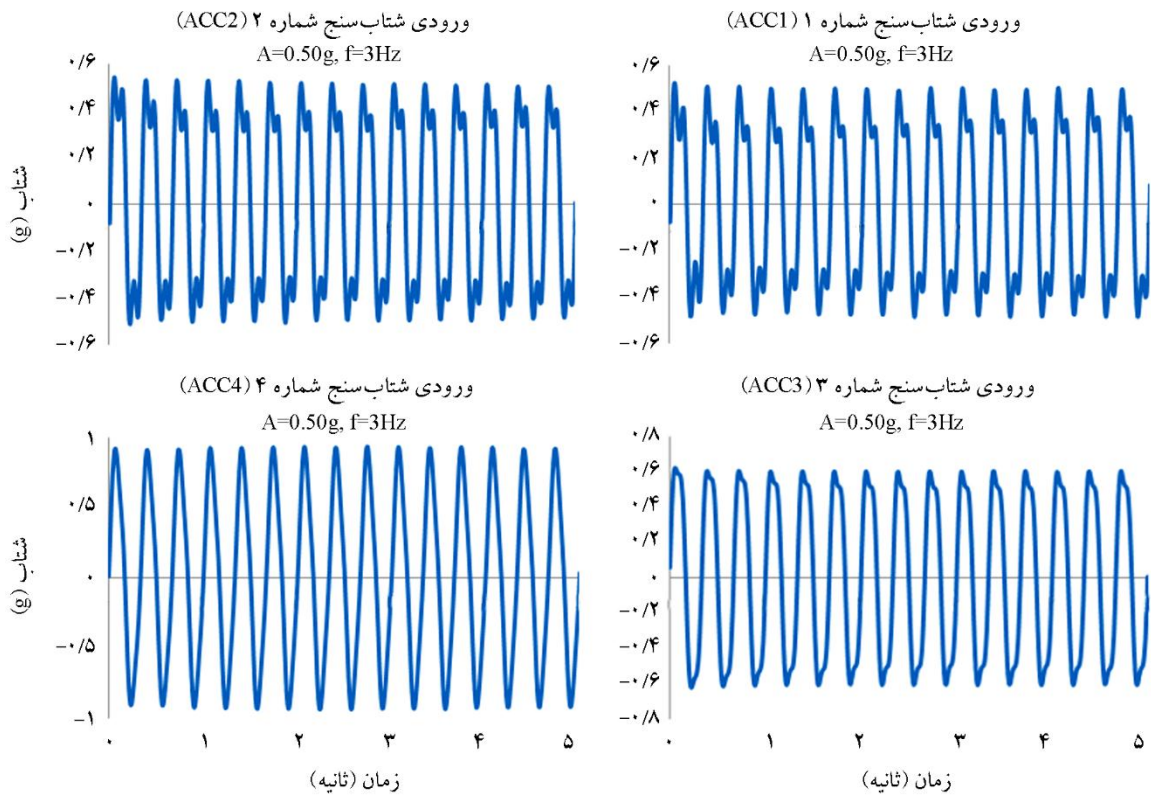 ورودی شتاب‌سنج شماره ۱ (ACC1)
A=0.50g, f=3Hz
۰/۶
۰/۴
۰/۲
۰
-۰/۲
-۰/۴
-۰/۶
ورودی شتاب‌سنج شماره ۲ (ACC2)
A=0.50g, f=3Hz
شتاب (g)
۰/۶
۰/۴
۰/۲
۰
-۰/۲
-۰/۴
-۰/۶
ورودی شتاب‌سنج شماره ۳ (ACC3)
A=0.50g, f=3Hz
۰/۸
۰/۶
۰/۴
۰/۲
۰
-۰/۲
-۰/۴
-۰/۶
-۰/۸
۰ ۱ ۲ ۳ ۴ ۵
زمان (ثانیه)
ورودی شتاب‌سنج شماره ۴ (ACC4)
A=0.50g, f=3Hz
شتاب (g)
۱
۰/۵
۰
-۰/۵
-۱
۰ ۱ ۲ ۳ ۴ ۵
زمان (ثانیه)